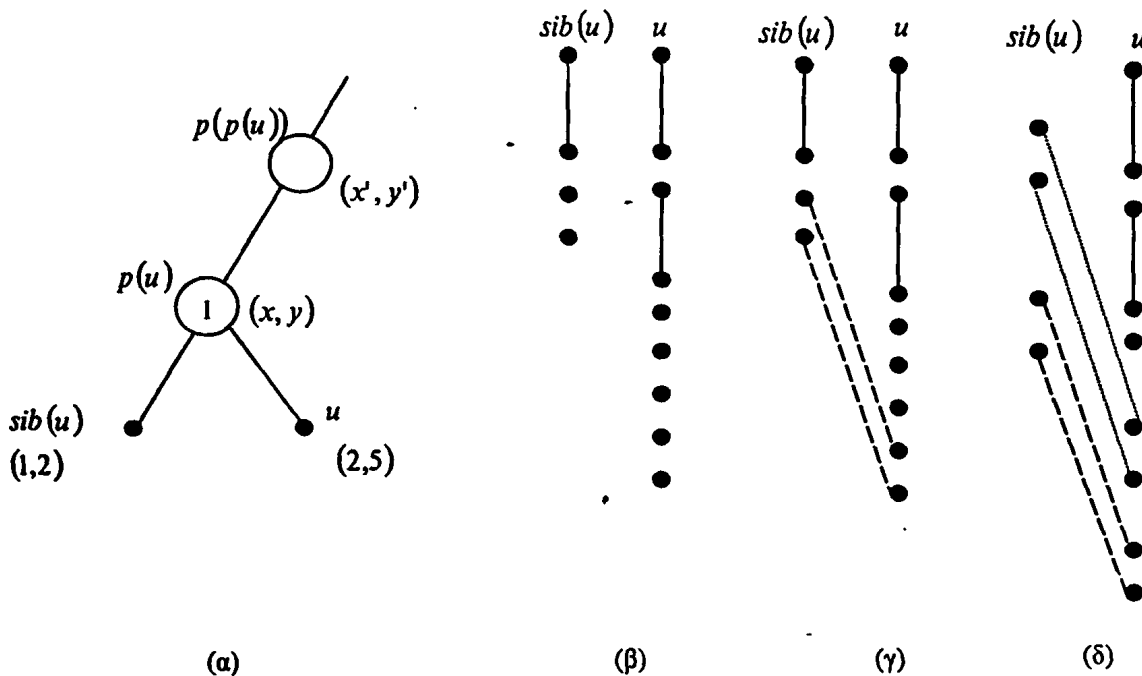 sib(u) u
sib(u) u
sib(u) u
p(p(u))
(x', y')
p(u)
1 (x, y)
sib(u) u
(1,2) (2,5)
(α) (β) (γ) (δ)